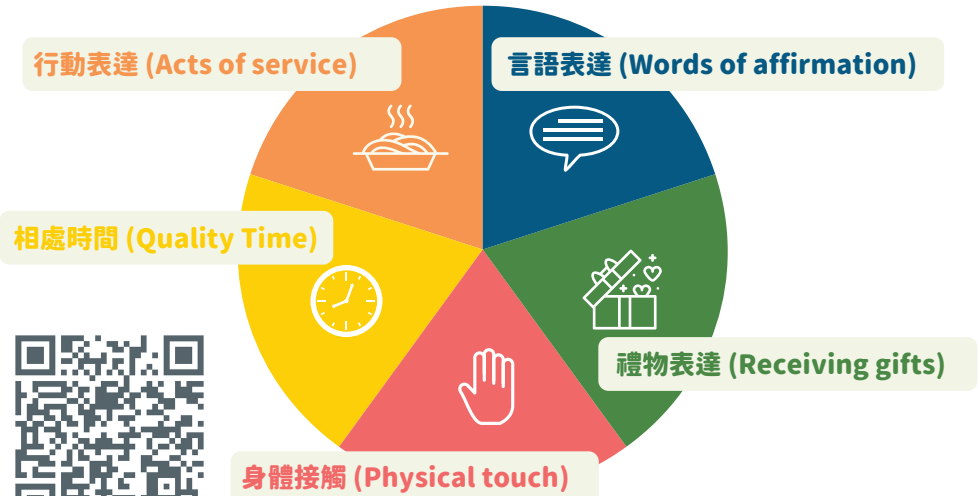 行動表達 (Acts of service)
言語表達 (Words of affirmation)
相處時間 (Quality Time)
禮物表達 (Receiving gifts)
身體接觸 (Physical touch)